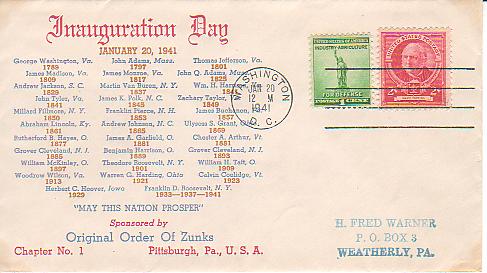 Inauguration Day
JANUARY 20, 1941
George Washington, Va. John Adams, Mass. Thomas Jefferson, Va.
1789 1797 1801
James Madison, Va. James Monroe, Va. John Q. Adams, Mass.
1809 1817 1825
Andrew Jackson, S. C. Martin Van Buren, N. Y. Wm. H. Harrison,
1829 1837 1841
John Tyler, Va. James K. Polk, N. C. Zachary Taylor,
1841 1845 1849
Millard Fillmore, N. Y. Franklin Pierce, N. H. James Buchanan,
1850 1853 1857
Abraham Lincoln, Ky. Andrew Johnson, N. C. Ulysses S. Grant,
1861 1865 1869
Rutherford B. Hayes, O. James A. Garfield, O. Chester A. Arthur, Vt.
1877 1881 1881
Grover Cleveland, N. J. Benjamin Harrison, O. Grover Cleveland, N. J.
1885 1889 1893
William McKinley, O. Theodore Roosevelt, N. Y. William H. Taft, O.
1897 1901 1909
Woodrow Wilson, Va. Warren G. Harding, Ohio Calvin Coolidge, Vt.
1913 1921 1923
Herbert C. Hoover, Iowa Franklin D. Roosevelt, N. Y.
1929 1933-1937-1941
"MAY THIS NATION PROSPER"
Sponsored by
Original Order Of Zunks
Chapter No. 1 Pittsburgh, Pa., U. S. A.
WASHINGTON
JAN 20
12 M
1941
D. C.
UNITED STATES OF AMERICA
INDUSTRY-AGRICULTURE
FOR DEFENSE
POSTAGE 1 CENT
H. FRED WARNER
P. O. BOX 3
WEATHERLY, PA.